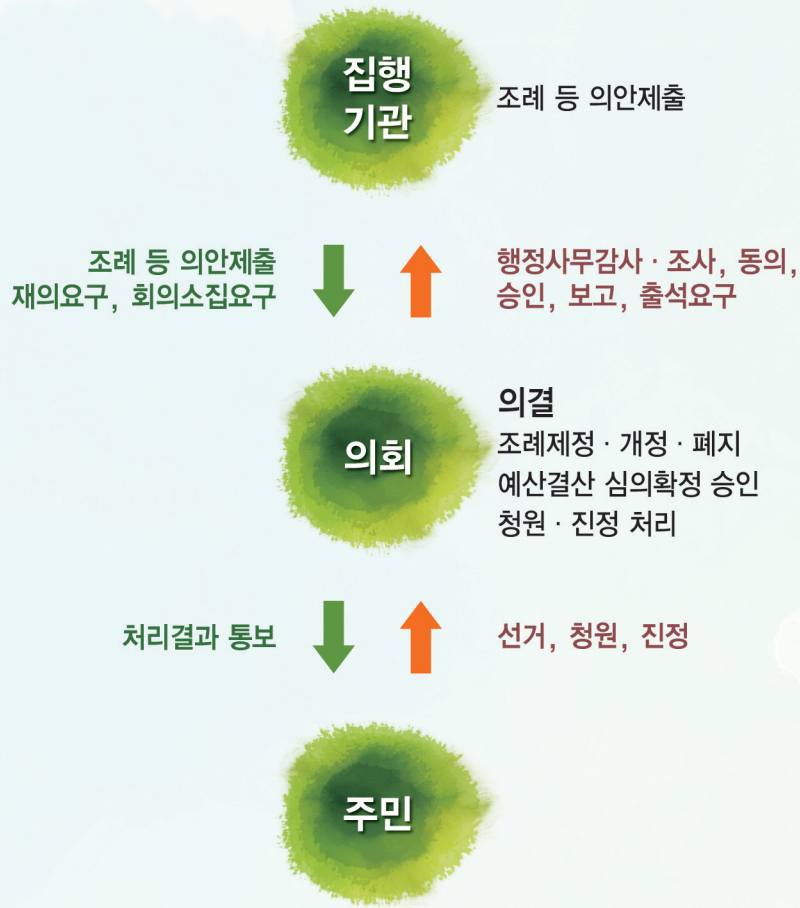 집행
기관
조례 등 의안제출
조례 등 의안제출
재의요구, 회의소집요구
행정사무감사 · 조사, 동의,
승인, 보고, 출석요구
의회
의결
조례제정 · 개정 · 폐지
예산결산 심의확정 승인
청원 · 진정 처리
처리결과 통보
선거, 청원, 진정
주민